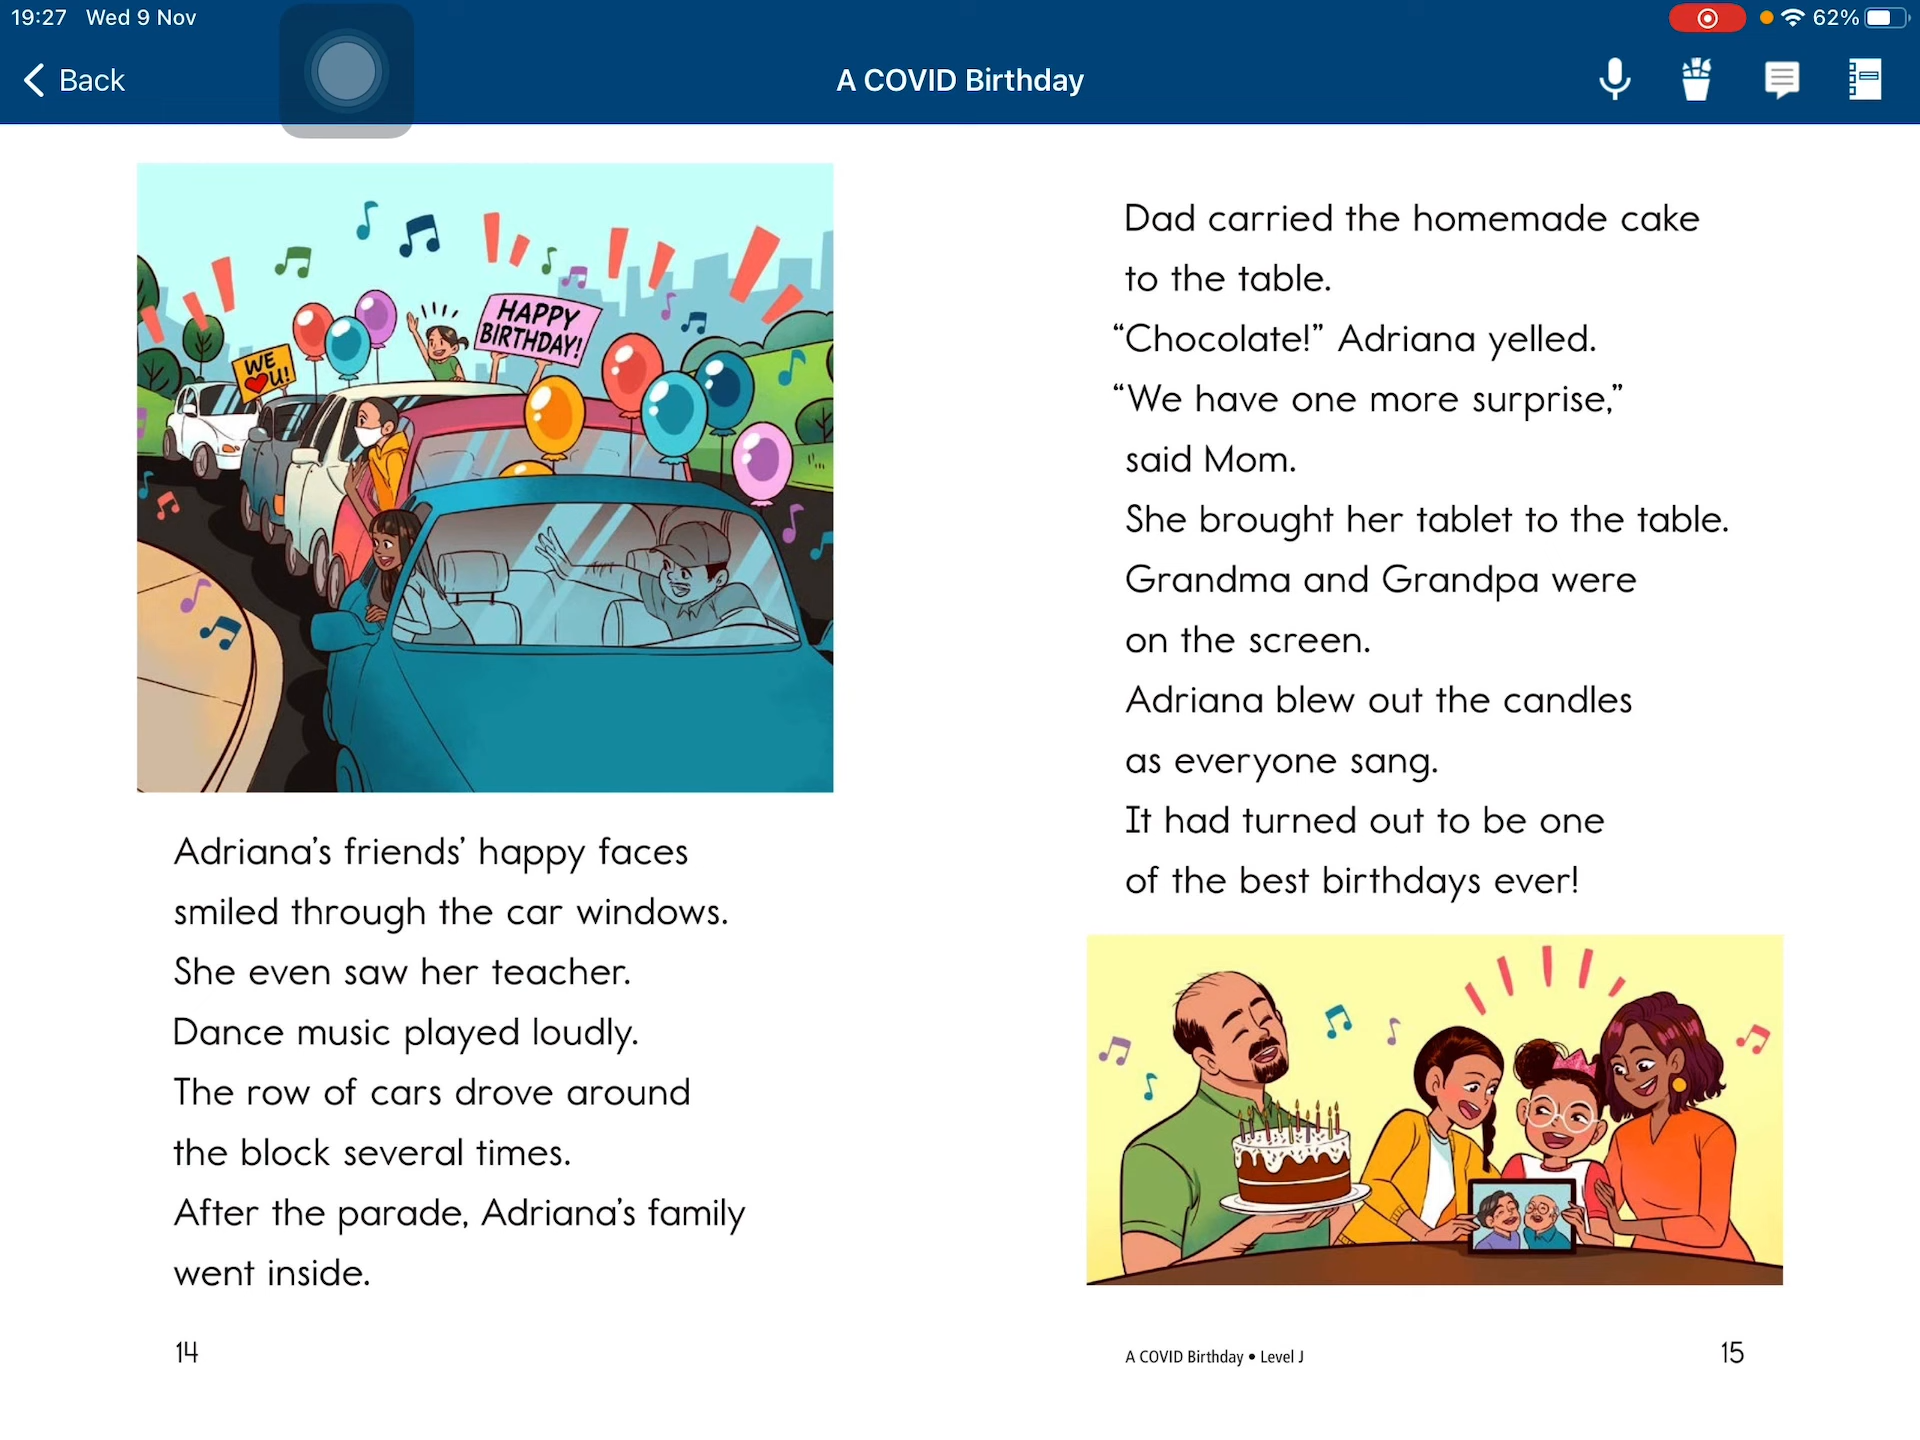 19:27 Wed 9 Nov
62%
Back
A COVID Birthday
WE
U!
HAPPY
BIRTHDAY!
Adriana’s friends’ happy faces
smiled through the car windows.
She even saw her teacher.
Dance music played loudly.
The row of cars drove around
the block several times.
After the parade, Adriana’s family
went inside.
14
Dad carried the homemade cake
to the table.
“Chocolate!” Adriana yelled.
“We have one more surprise,”
said Mom.
She brought her tablet to the table.
Grandma and Grandpa were
on the screen.
Adriana blew out the candles
as everyone sang.
It had turned out to be one
of the best birthdays ever!
A COVID Birthday • Level J
15